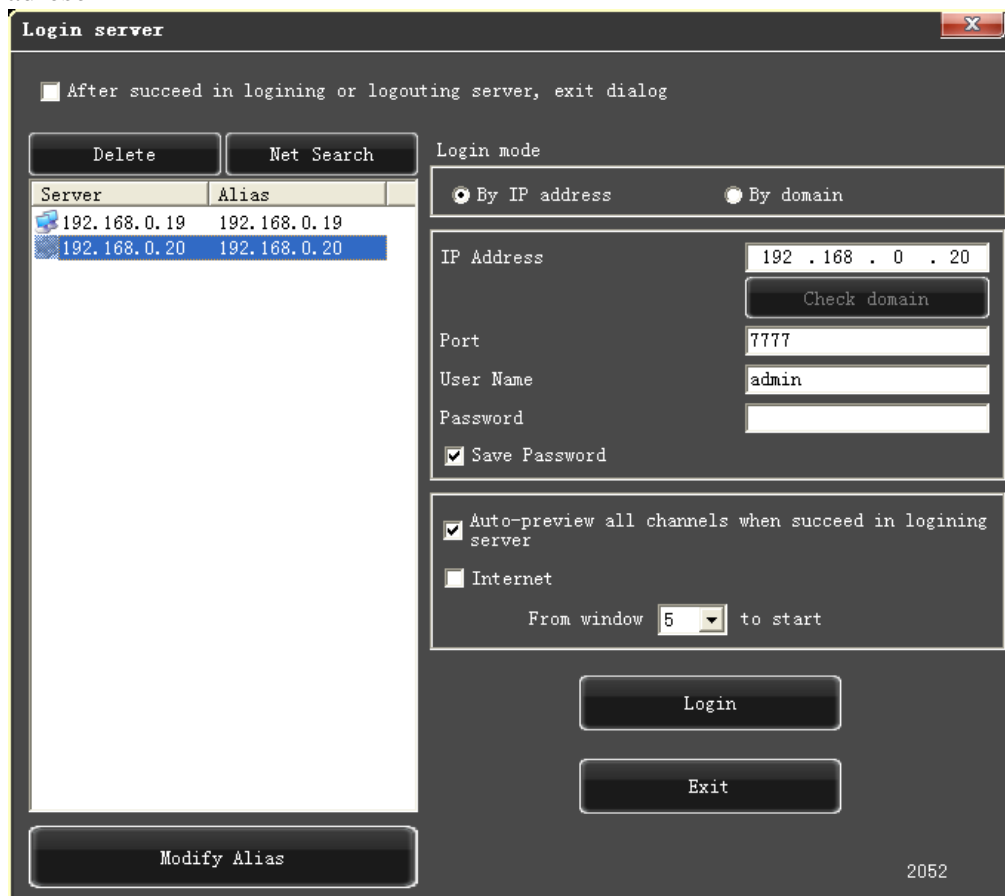 Login server
After succeed in logining or logouting server, exit dialog
Delete
Net Search
Server Alias
192.168.0.19 192.168.0.19
192.168.0.20 192.168.0.20
Modify Alias
Login mode
By IP address By domain
IP Address 192 .168 . 0 . 20
Check domain
Port 7777
User Name admin
Password
Save Password
Auto-preview all channels when succeed in logining
server
Internet
From window 5 to start
Login
Exit
2052